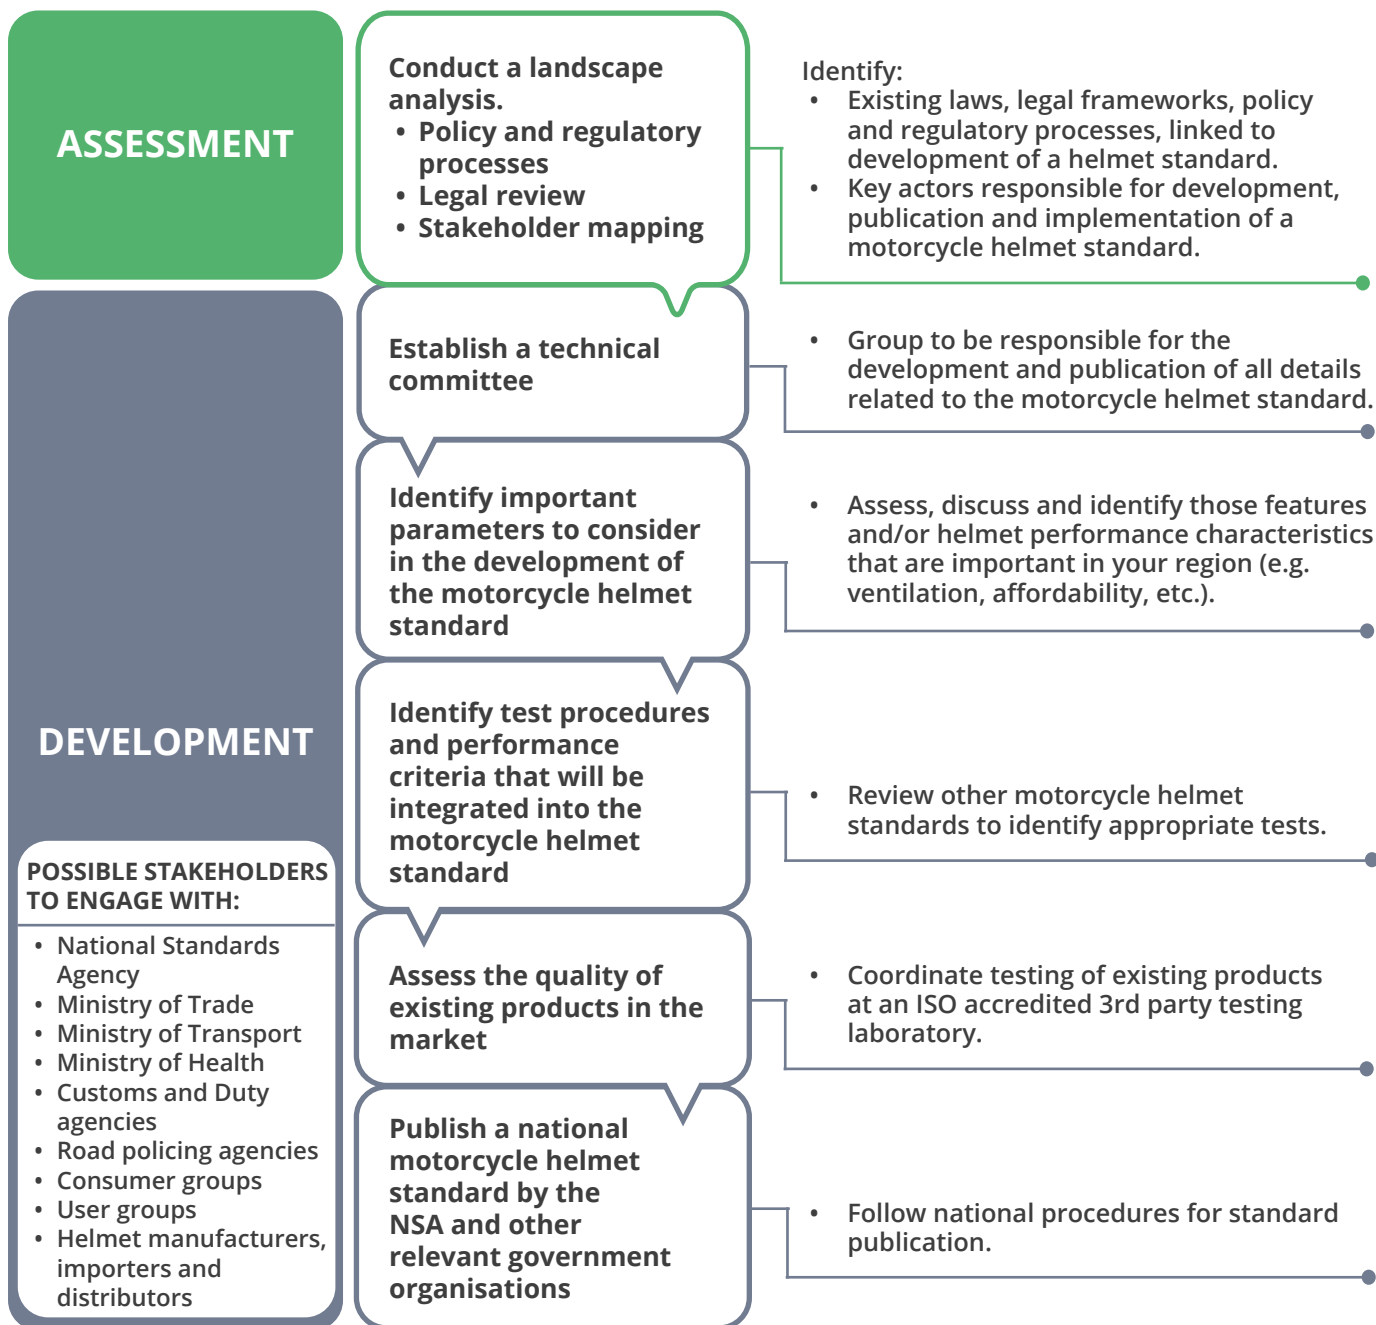 ASSESSMENT
Conduct a landscape
analysis.
• Policy and regulatory
processes
• Legal review
• Stakeholder mapping
Identify:
• Existing laws, legal frameworks, policy
and regulatory processes, linked to
development of a helmet standard.
• Key actors responsible for development,
publication and implementation of a
motorcycle helmet standard.
DEVELOPMENT
POSSIBLE STAKEHOLDERS
TO ENGAGE WITH:
• National Standards
Agency
• Ministry of Trade
• Ministry of Transport
• Ministry of Health
• Customs and Duty
agencies
• Road policing agencies
• Consumer groups
• User groups
• Helmet manufacturers,
importers and
distributors
Establish a technical
committee
• Group to be responsible for the
development and publication of all details
related to the motorcycle helmet standard.
Identify important
parameters to consider
in the development of
the motorcycle helmet
standard
• Assess, discuss and identify those features
and/or helmet performance characteristics
that are important in your region (e.g.
ventilation, affordability, etc.).
Identify test procedures
and performance
criteria that will be
integrated into the
motorcycle helmet
standard
• Review other motorcycle helmet
standards to identify appropriate tests.
Assess the quality of
existing products in the
market
• Coordinate testing of existing products
at an ISO accredited 3rd party testing
laboratory.
Publish a national
motorcycle helmet
standard by the
NSA and other
relevant government
organisations
• Follow national procedures for standard
publication.